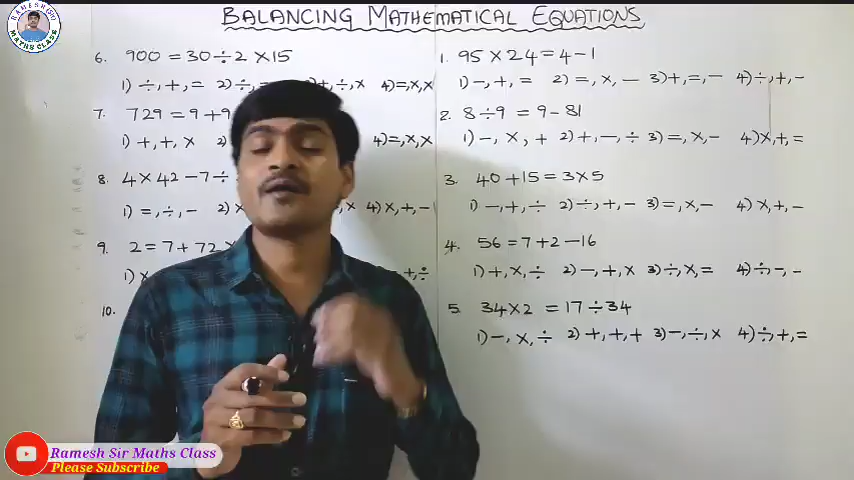 RAMESH SIR
MATHS CLASS
BALANCING MATHEMATICAL EQUATIONS
6. 900 = 30 ÷ 2 × 15
1) ÷, +, = 2) ÷, +, ÷, × 4) =, ×, ×
7. 729 = 9 + 9
1) +, +, × 2) 4) =, ×, ×
8. 4 × 42 - 7 ÷
1) =, ÷, - 2) × , × 4) ×, +, -
9. 2 = 7 + 72 ×
1) × +, ÷
10.
1. 95 × 24 = 4 - 1
1) -, +, = 2) =, ×, - 3) +, =, - 4) ÷, +, -
2. 8 ÷ 9 = 9 - 81
1) -, ×, + 2) +, -, ÷ 3) =, ×, - 4) ×, +, =
3. 40 + 15 = 3 × 5
1) -, +, ÷ 2) ÷, +, - 3) =, ×, - 4) ×, +, -
4. 56 = 7 + 2 - 16
1) +, ×, ÷ 2) -, +, × 3) ÷, ×, = 4) ÷, -, -
5. 34 × 2 = 17 ÷ 34
1) -, ×, ÷ 2) +, +, + 3) -, ÷, × 4) ÷, +, =
Ramesh Sir Maths Class
Please Subscribe